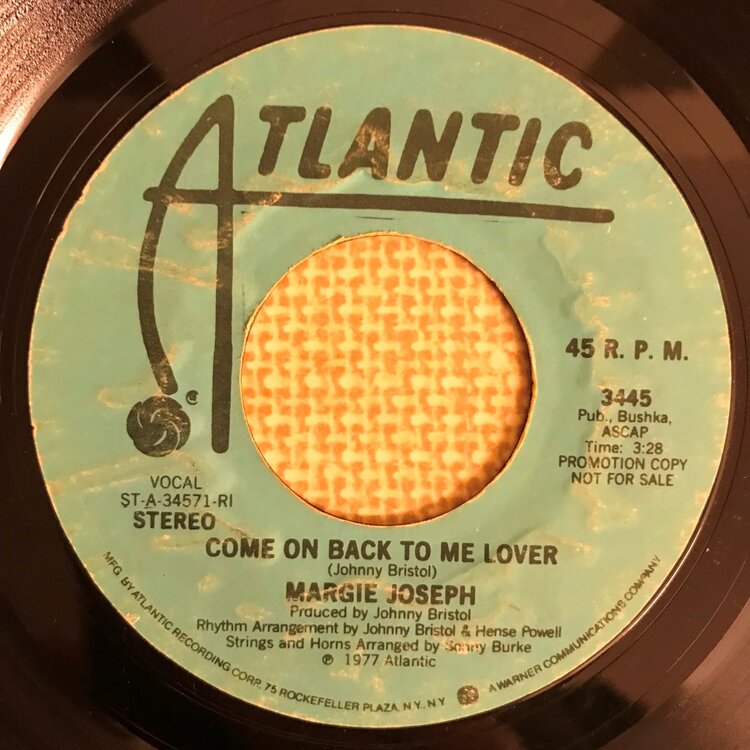 ATLANTIC
45 R. P. M.
3445
Pub., Bushka,
ASCAP
Time: 3:28
PROMOTION COPY
NOT FOR SALE
VOCAL
ST-A-34571-RI
STEREO
COME ON BACK TO ME LOVER
(Johnny Bristol)
MARGIE JOSEPH
Produced by Johnny Bristol
Rhythm Arrangement by Johnny Bristol & Hense Powell
Strings and Horns Arranged by Sonny Burke
℗ 1977 Atlantic
MFG. BY ATLANTIC RECORDING CORP. 75 ROCKEFELLER PLAZA, N.Y., N.Y. A WARNER COMMUNICATIONS COMPANY